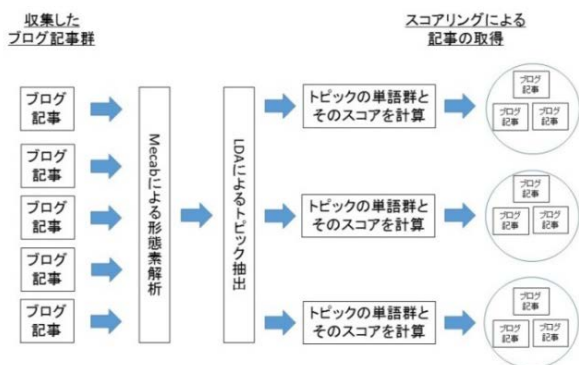 収集した
ブログ記事群
スコアリングによる
記事の取得
ブログ
記事
ブログ
記事
ブログ
記事
ブログ
記事
ブログ
記事
Mecabによる形態素解析
LDAによるトピック抽出
トピックの単語群と
そのスコアを計算
トピックの単語群と
そのスコアを計算
トピックの単語群と
そのスコアを計算
ブログ
記事
ブログ
記事
ブログ
記事
ブログ
記事
ブログ
記事
ブログ
記事
ブログ
記事
ブログ
記事
ブログ
記事